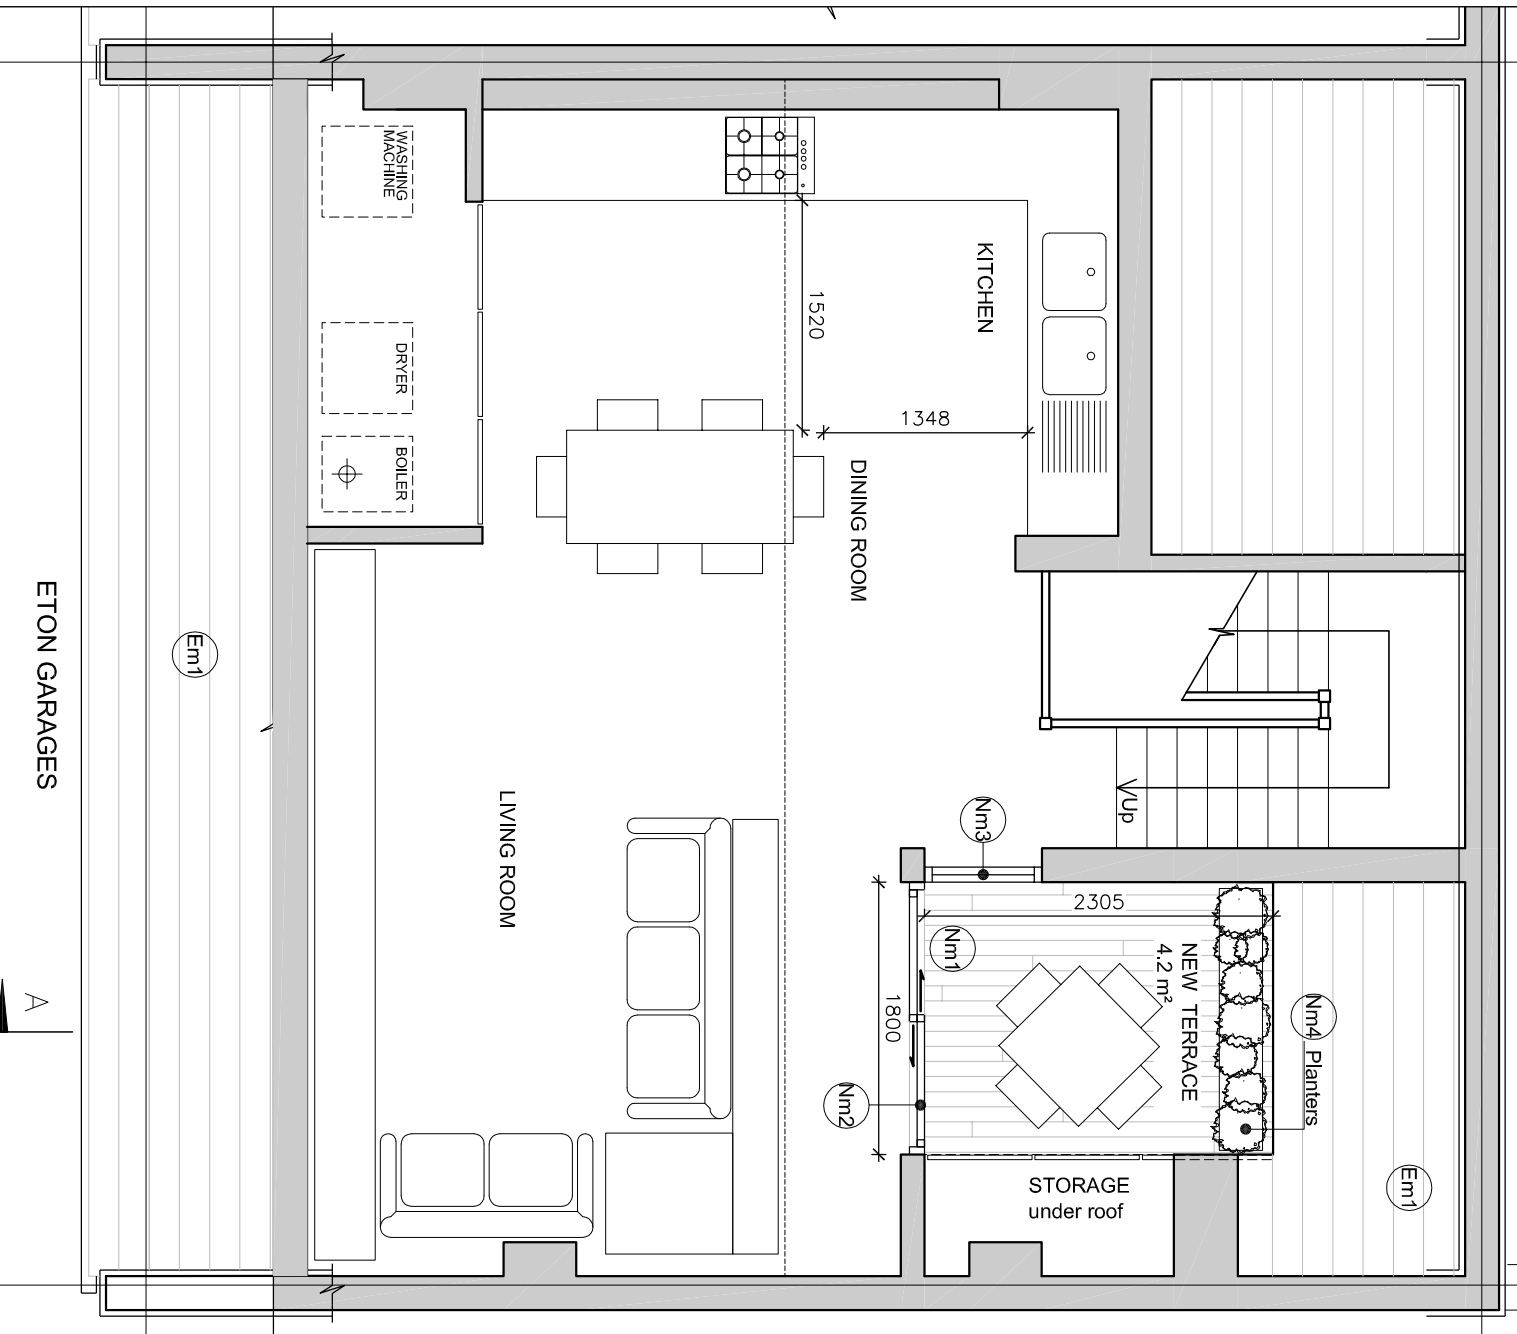 WASHING
MACHINE
KITCHEN
1520
DRYER
1348
BOILER
DINING ROOM
ETON GARAGES
Em1
Up
Nm3
LIVING ROOM
2305
Nm1
NEW TERRACE
4.2 m²
A
1800
Nm4 Planters
Nm2
STORAGE
under roof
Em1